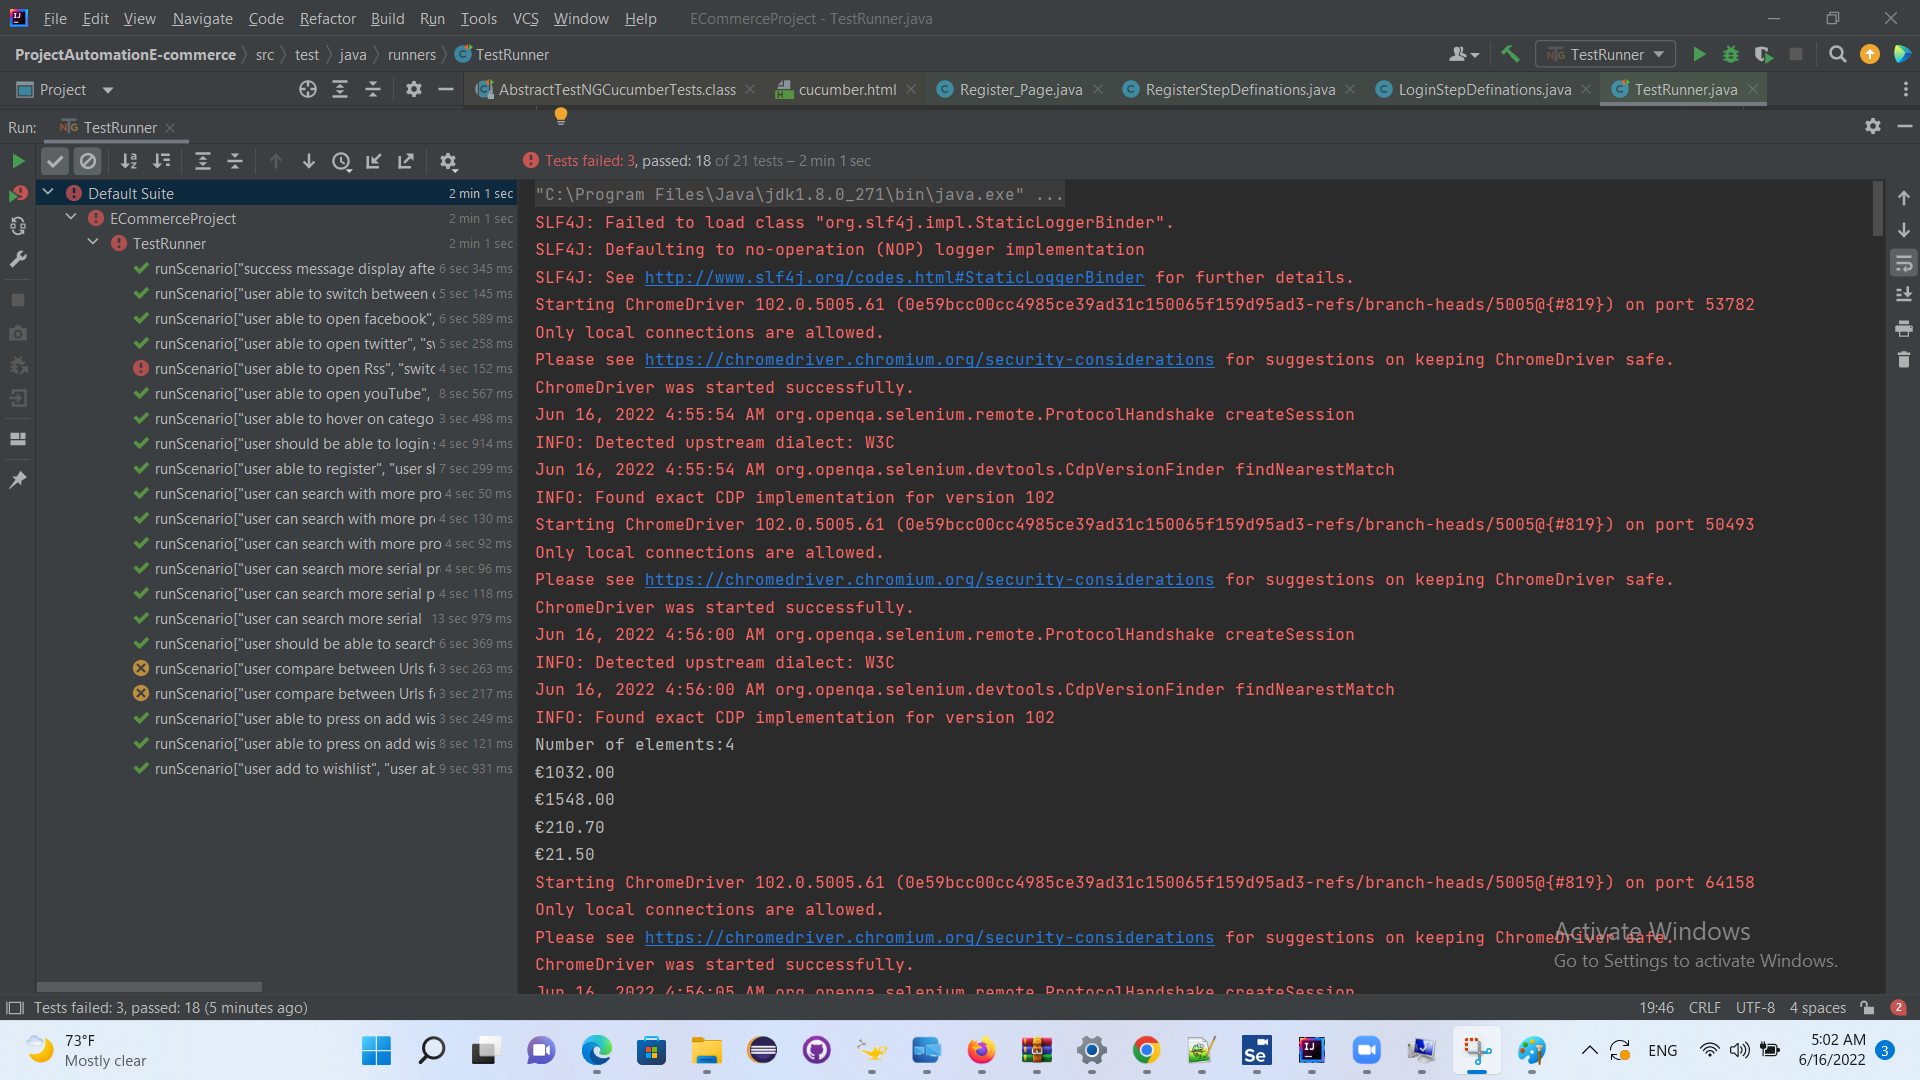 File Edit View Navigate Code Refactor Build Run Tools VCS Window Help ECommerceProject - TestRunner.java
ProjectAutomationE-commerce src test java runners TestRunner TestRunner
Project AbstractTestNGCucumberTests.class cucumber.html Register_Page.java RegisterStepDefinations.java LoginStepDefinations.java TestRunner.java
Run: TestRunner
Tests failed: 3, passed: 18 of 21 tests – 2 min 1 sec
Default Suite 2 min 1 sec
ECommerceProject 2 min 1 sec
TestRunner 2 min 1 sec
runScenario["success message display afte 6 sec 345 ms
runScenario["user able to switch between c 5 sec 145 ms
runScenario["user able to open facebook", 6 sec 589 ms
runScenario["user able to open twitter", "sw 5 sec 258 ms
runScenario["user able to open Rss", "switc 4 sec 152 ms
runScenario["user able to open youTube", 8 sec 567 ms
runScenario["user able to hover on catego 3 sec 498 ms
runScenario["user should be able to login s 4 sec 914 ms
runScenario["user able to register", "user sh 7 sec 299 ms
runScenario["user can search with more pro 4 sec 50 ms
runScenario["user can search with more pro 4 sec 130 ms
runScenario["user can search with more pro 4 sec 92 ms
runScenario["user can search more serial pr 4 sec 96 ms
runScenario["user can search more serial p 4 sec 118 ms
runScenario["user can search more serial 13 sec 979 ms
runScenario["user should be able to search 6 sec 369 ms
runScenario["user compare between Urls fo 3 sec 263 ms
runScenario["user compare between Urls fo 3 sec 217 ms
runScenario["user able to press on add wis 3 sec 249 ms
runScenario["user able to press on add wis 8 sec 121 ms
runScenario["user add to wishlist", "user ab 9 sec 931 ms
"C:\Program Files\Java\jdk1.8.0_271\bin\java.exe" ...
SLF4J: Failed to load class "org.slf4j.impl.StaticLoggerBinder".
SLF4J: Defaulting to no-operation (NOP) logger implementation
SLF4J: See http://www.slf4j.org/codes.html#StaticLoggerBinder for further details.
Starting ChromeDriver 102.0.5005.61 (0e59bcc00cc4985ce39ad31c150065f159d95ad3-refs/branch-heads/5005@{#819}) on port 53782
Only local connections are allowed.
Please see https://chromedriver.chromium.org/security-considerations for suggestions on keeping ChromeDriver safe.
ChromeDriver was started successfully.
Jun 16, 2022 4:55:54 AM org.openqa.selenium.remote.ProtocolHandshake createSession
INFO: Detected upstream dialect: W3C
Jun 16, 2022 4:55:54 AM org.openqa.selenium.devtools.CdpVersionFinder findNearestMatch
INFO: Found exact CDP implementation for version 102
Starting ChromeDriver 102.0.5005.61 (0e59bcc00cc4985ce39ad31c150065f159d95ad3-refs/branch-heads/5005@{#819}) on port 50493
Only local connections are allowed.
Please see https://chromedriver.chromium.org/security-considerations for suggestions on keeping ChromeDriver safe.
ChromeDriver was started successfully.
Jun 16, 2022 4:56:00 AM org.openqa.selenium.remote.ProtocolHandshake createSession
INFO: Detected upstream dialect: W3C
Jun 16, 2022 4:56:00 AM org.openqa.selenium.devtools.CdpVersionFinder findNearestMatch
INFO: Found exact CDP implementation for version 102
Number of elements:4
€1032.00
€1548.00
€210.70
€21.50
Starting ChromeDriver 102.0.5005.61 (0e59bcc00cc4985ce39ad31c150065f159d95ad3-refs/branch-heads/5005@{#819}) on port 64158
Only local connections are allowed.
Please see https://chromedriver.chromium.org/security-considerations for suggestions on keeping ChromeDriver safe.
ChromeDriver was started successfully.
Jun 16, 2022 4:56:05 AM org.openqa.selenium.remote.ProtocolHandshake createSession
Activate Windows
Go to Settings to activate Windows.
Tests failed: 3, passed: 18 (5 minutes ago) 19:46 CRLF UTF-8 4 spaces 2
73°F
Mostly clear
Se
ENG
5:02 AM
6/16/2022
3